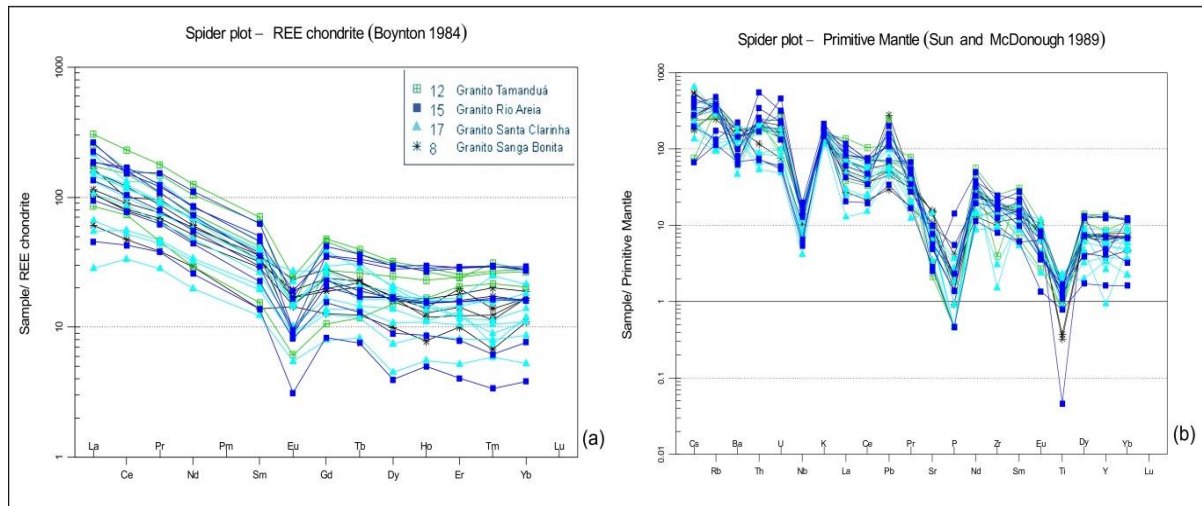 Spider plot – REE chondrite (Boynton 1984)
Sample/ REE chondrite
1000
100
10
1
12 Granito Tamanduá
15 Granito Rio Areia
17 Granito Santa Clarinha
8 Granito Sanga Bonita
La Pr Pm Eu Tb Ho Tm Lu
Ce Nd Sm Gd Dy Er Yb
(a)
Spider plot – Primitive Mantle (Sun and McDonough 1989)
Sample/ Primitive Mantle
1000
100
10
1
0.1
0.01
Cs Ba U K Ce Pr P Zr Eu Dy Yb
Rb Th Nb La Pb Sr Nd Sm Ti Y Lu
(b)